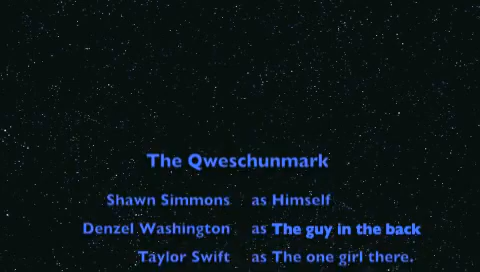 The Qweschunmark
Shawn Simmons as Himself
Denzel Washington as The guy in the back
Taylor Swift as The one girl there.